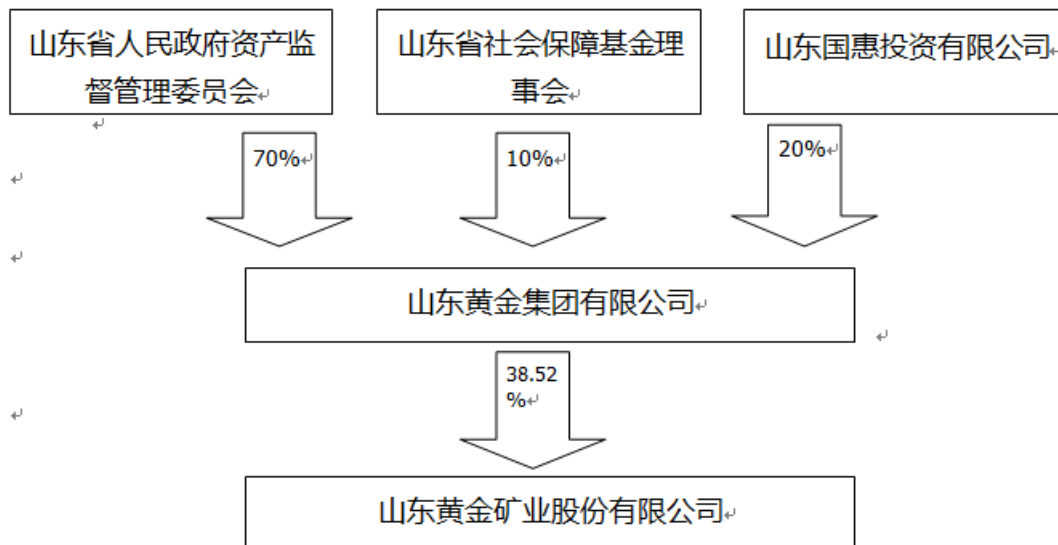 山东省人民政府资产监
督管理委员会
山东省社会保障基金理
事会
山东国惠投资有限公司
70%
10%
20%
山东黄金集团有限公司
38.52
%
山东黄金矿业股份有限公司